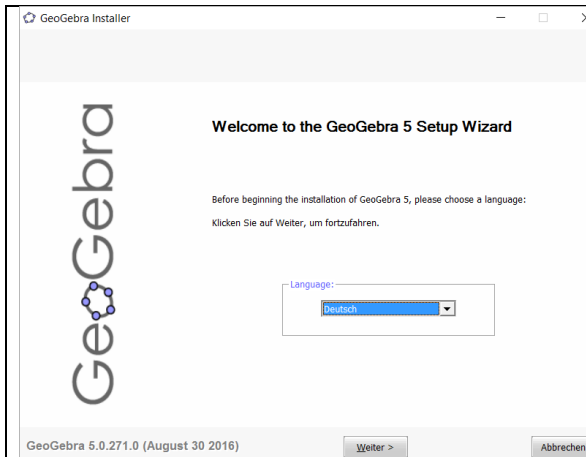 GeoGebra Installer
GeoGebra
Welcome to the GeoGebra 5 Setup Wizard
Before beginning the installation of GeoGebra 5, please choose a language:
Klicken Sie auf Weiter, um fortzufahren.
Language:
Deutsch
GeoGebra 5.0.271.0 (August 30 2016)
Weiter >
Abbrechen